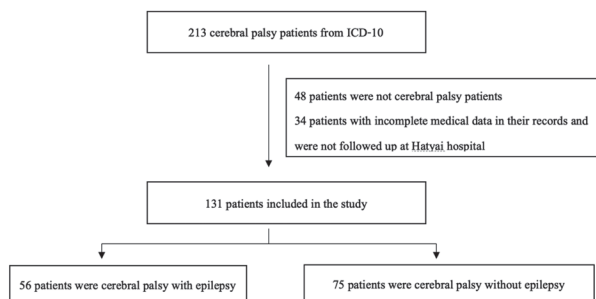 213 cerebral palsy patients from ICD-10
48 patients were not cerebral palsy patients
34 patients with incomplete medical data in their records and
were not followed up at Hatyai hospital
131 patients included in the study
56 patients were cerebral palsy with epilepsy
75 patients were cerebral palsy without epilepsy